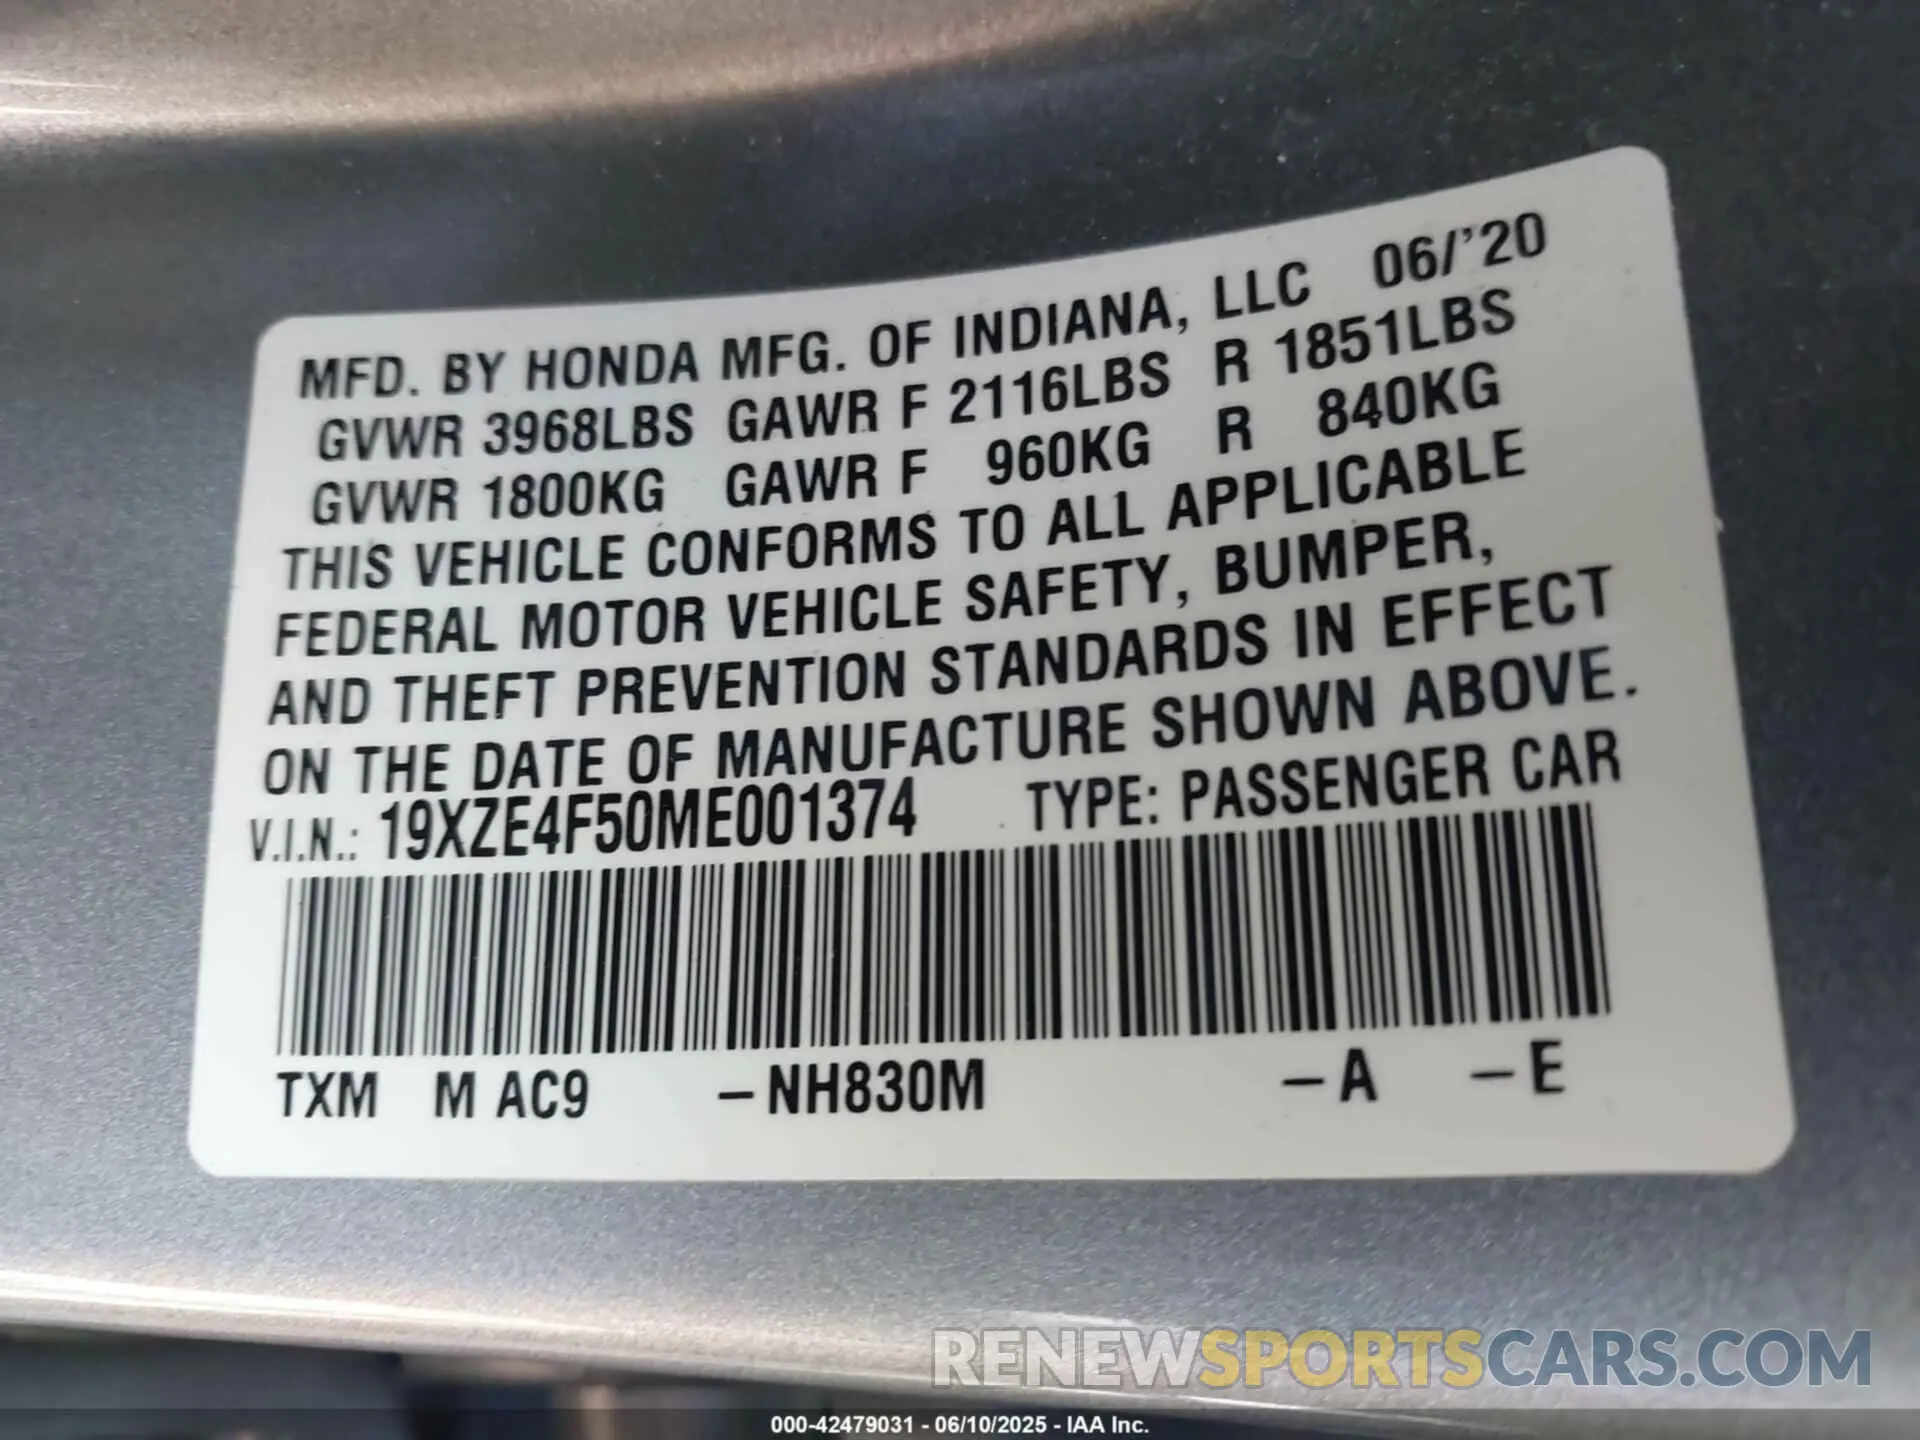 MFD. BY HONDA MFG. OF INDIANA, LLC 06/'20
GVWR 3968LBS GAWR F 2116LBS R 1851LBS
GVWR 1800KG GAWR F 960KG R 840KG
THIS VEHICLE CONFORMS TO ALL APPLICABLE
FEDERAL MOTOR VEHICLE SAFETY, BUMPER,
AND THEFT PREVENTION STANDARDS IN EFFECT
ON THE DATE OF MANUFACTURE SHOWN ABOVE.
V.I.N.: 19XZE4F50ME001374 TYPE: PASSENGER CAR
TXM M AC9 –NH830M –A –E
RENEWSPORTSCARS.COM
000-42479031 - 06/10/2025 - IAA Inc.